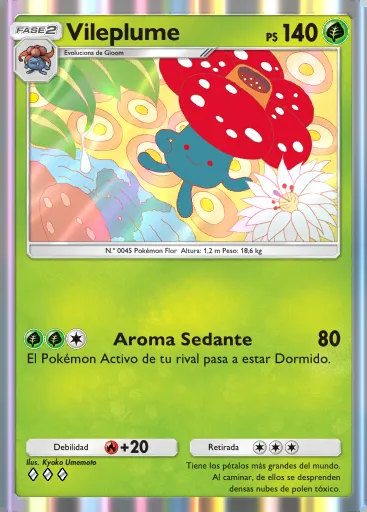 FASE2 Vileplume PS 140
Evoluciona de Gloom
N.º 0045 Pokémon Flor Altura: 1,2 m Peso: 18,6 kg
Aroma Sedante 80
El Pokémon Activo de tu rival pasa a estar Dormido.
Debilidad +20 Retirada
Ilus. Kyoko Umemoto
Tiene los pétalos más grandes del mundo.
Al caminar, de ellos se desprenden
densas nubes de polen tóxico.